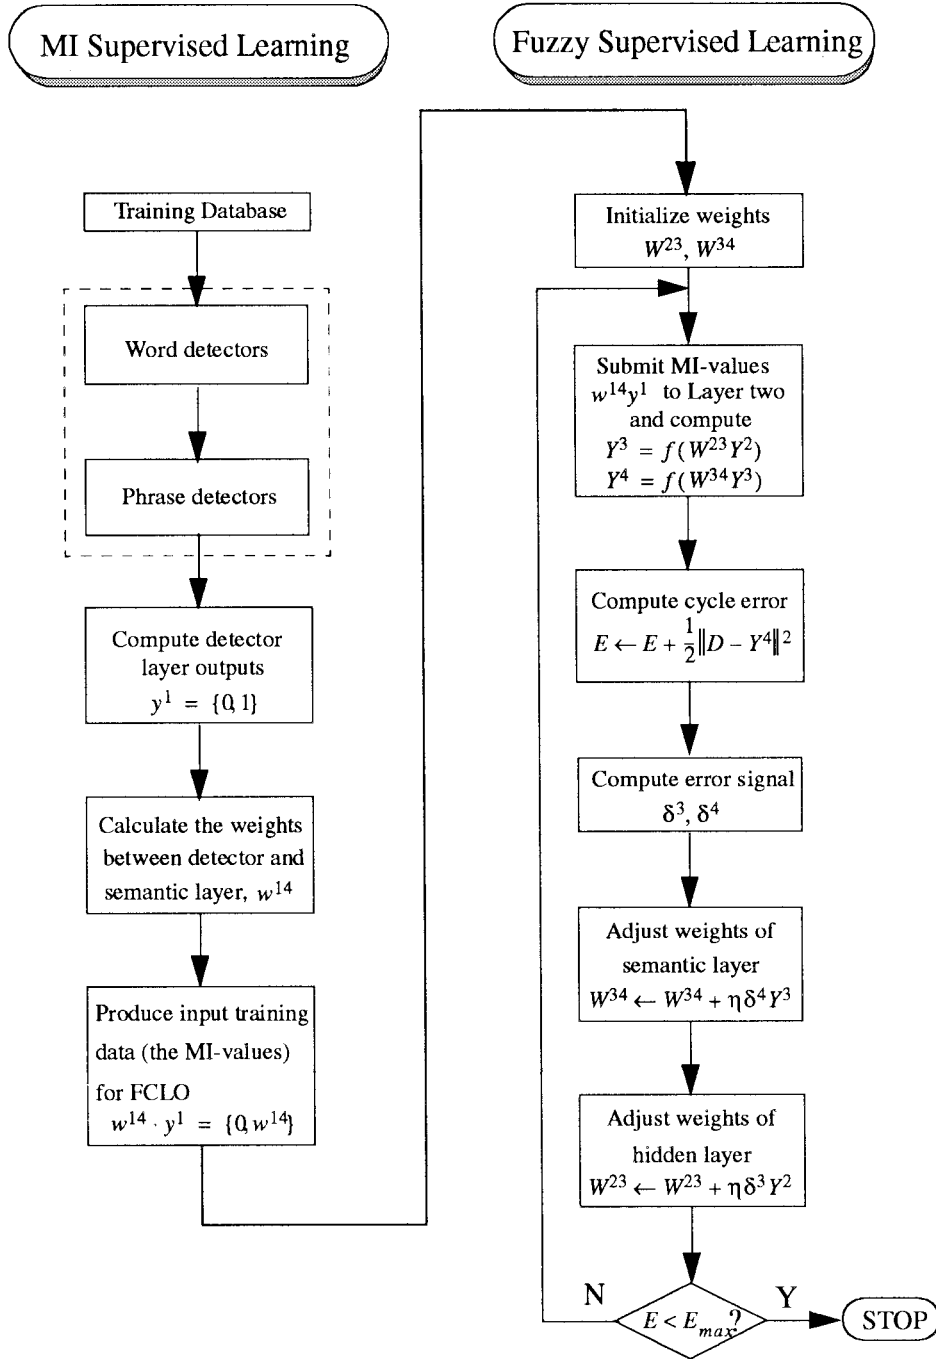 MI Supervised Learning
Training Database
Word detectors
Phrase detectors
Compute detector
layer outputs
y¹ = {0,1}
Calculate the weights
between detector and
semantic layer, w¹⁴
Produce input training
data (the MI-values)
for FCLO
w¹⁴ · y¹ = {0,w¹⁴}
Fuzzy Supervised Learning
Initialize weights
W²³, W³⁴
Submit MI-values
w¹⁴y¹ to Layer two
and compute
Y³ = f(W²³Y²)
Y⁴ = f(W³⁴Y³)
Compute cycle error
E ← E + 1/2‖D – Y⁴‖²
Compute error signal
δ³, δ⁴
Adjust weights of
semantic layer
W³⁴ ← W³⁴ + ηδ⁴Y³
Adjust weights of
hidden layer
W²³ ← W²³ + ηδ³Y²
N
E < Emax?
Y
STOP